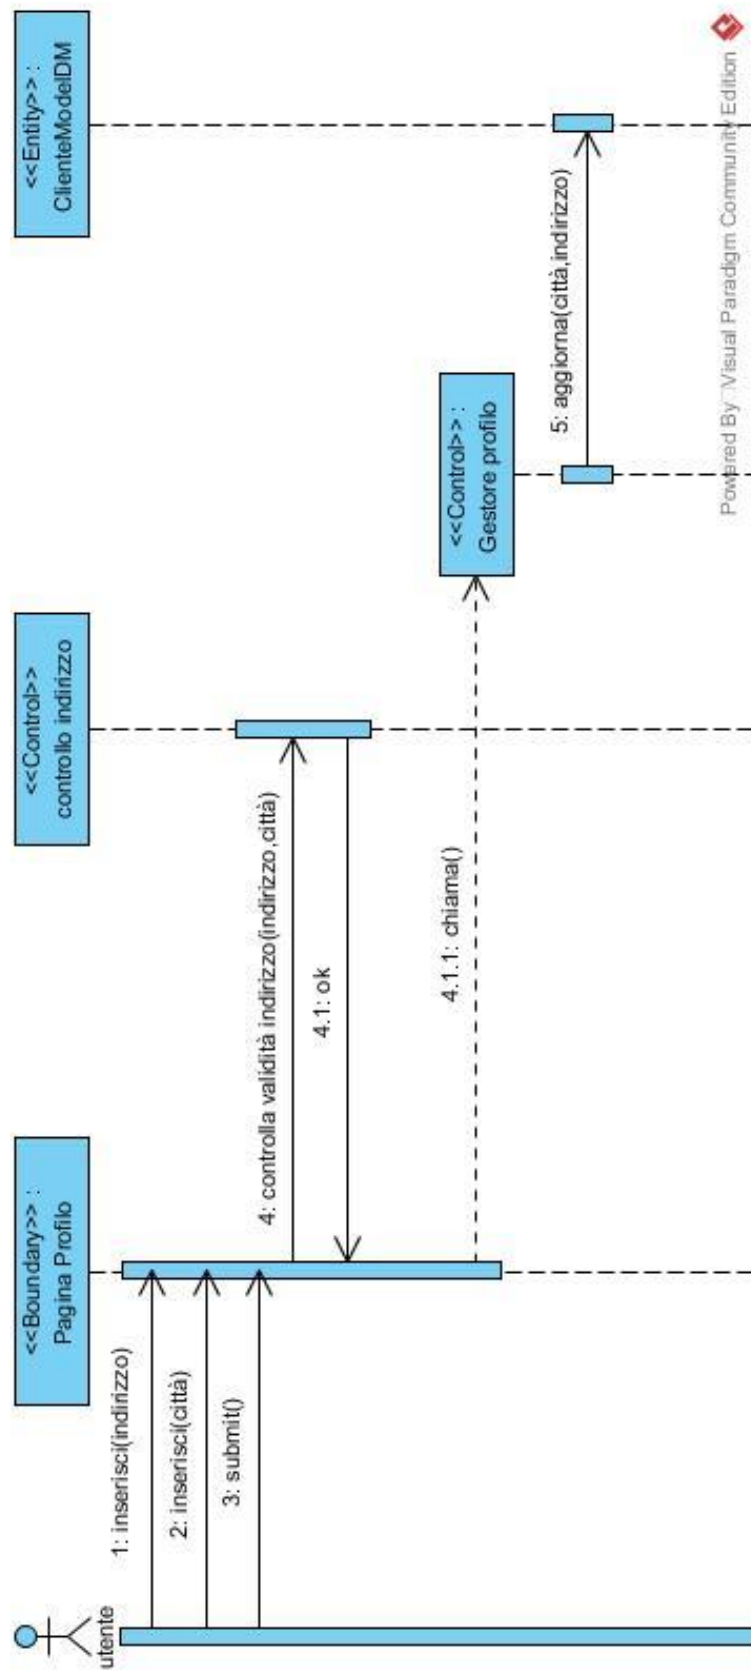 utente
<<Boundary>> :
Pagina Profilo
<<Control>>
controllo indirizzo
<<Entity>> :
ClienteModelDM
1: inserisci(indirizzo)
2: inserisci(città)
3: submit()
4: controlla validità indirizzo(indirizzo,città)
4.1: ok
4.1.1: chiama()
<<Control>> :
Gestore profilo
5: aggiorna(città,indirizzo)
Powered By Visual Paradigm Community Edition